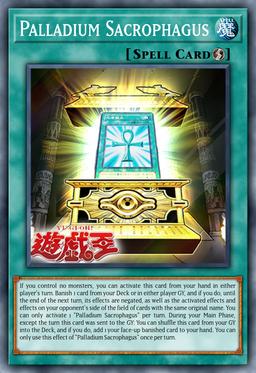 PALLADIUM SACROPHAGUS
SPELL
魔
[SPELL CARD]
YU-GI-OH!
遊戯王
If you control no monsters, you can activate this card from your hand in either
player's turn. Banish 1 card from your Deck or in either player GY, and if you do, until
the end of the next turn, its effects are negated, as well as the activated effects and
effects on your opponent's side of the field of cards with the same original name. You
can only activate 1 "Palladium Sacrophagus" per turn. During your Main Phase,
except the turn this card was sent to the GY. You can shuffle this card from your GY
into the Deck, and if you do, add 1 your face-up banished card to your hand. You can
only use this effect of "Palladium Sacrophagus" once per turn.